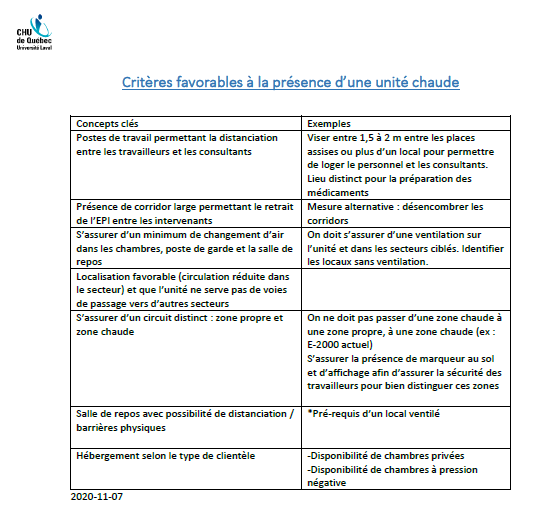 CHU
de Québec
Université Laval
Critères favorables à la présence d’une unité chaude
Concepts clés
Exemples
Postes de travail permettant la distanciation
entre les travailleurs et les consultants
Viser entre 1,5 à 2 m entre les places
assises ou plus d’un local pour permettre
de loger le personnel et les consultants.
Lieu distinct pour la préparation des
médicaments
Présence de corridor large permettant le retrait
de l’EPI entre les intervenants
Mesure alternative : désencombrer les
corridors
S’assurer d’un minimum de changement d’air
dans les chambres, poste de garde et la salle de
repos
On doit s’assurer d’une ventilation sur
l’unité et dans les secteurs ciblés. Identifier
les locaux sans ventilation.
Localisation favorable (circulation réduite dans
le secteur) et que l’unité ne serve pas de voies
de passage vers d’autres secteurs
S’assurer d’un circuit distinct : zone propre et
zone chaude
On ne doit pas passer d’une zone chaude à
une zone propre, à une zone chaude (ex :
E-2000 actuel)
S’assurer la présence de marqueur au sol
et d’affichage afin d’assurer la sécurité des
travailleurs pour bien distinguer ces zones
Salle de repos avec possibilité de distanciation /
barrières physiques
*Pré-requis d’un local ventilé
Hébergement selon le type de clientèle
-Disponibilité de chambres privées
-Disponibilité de chambres à pression
négative
2020-11-07